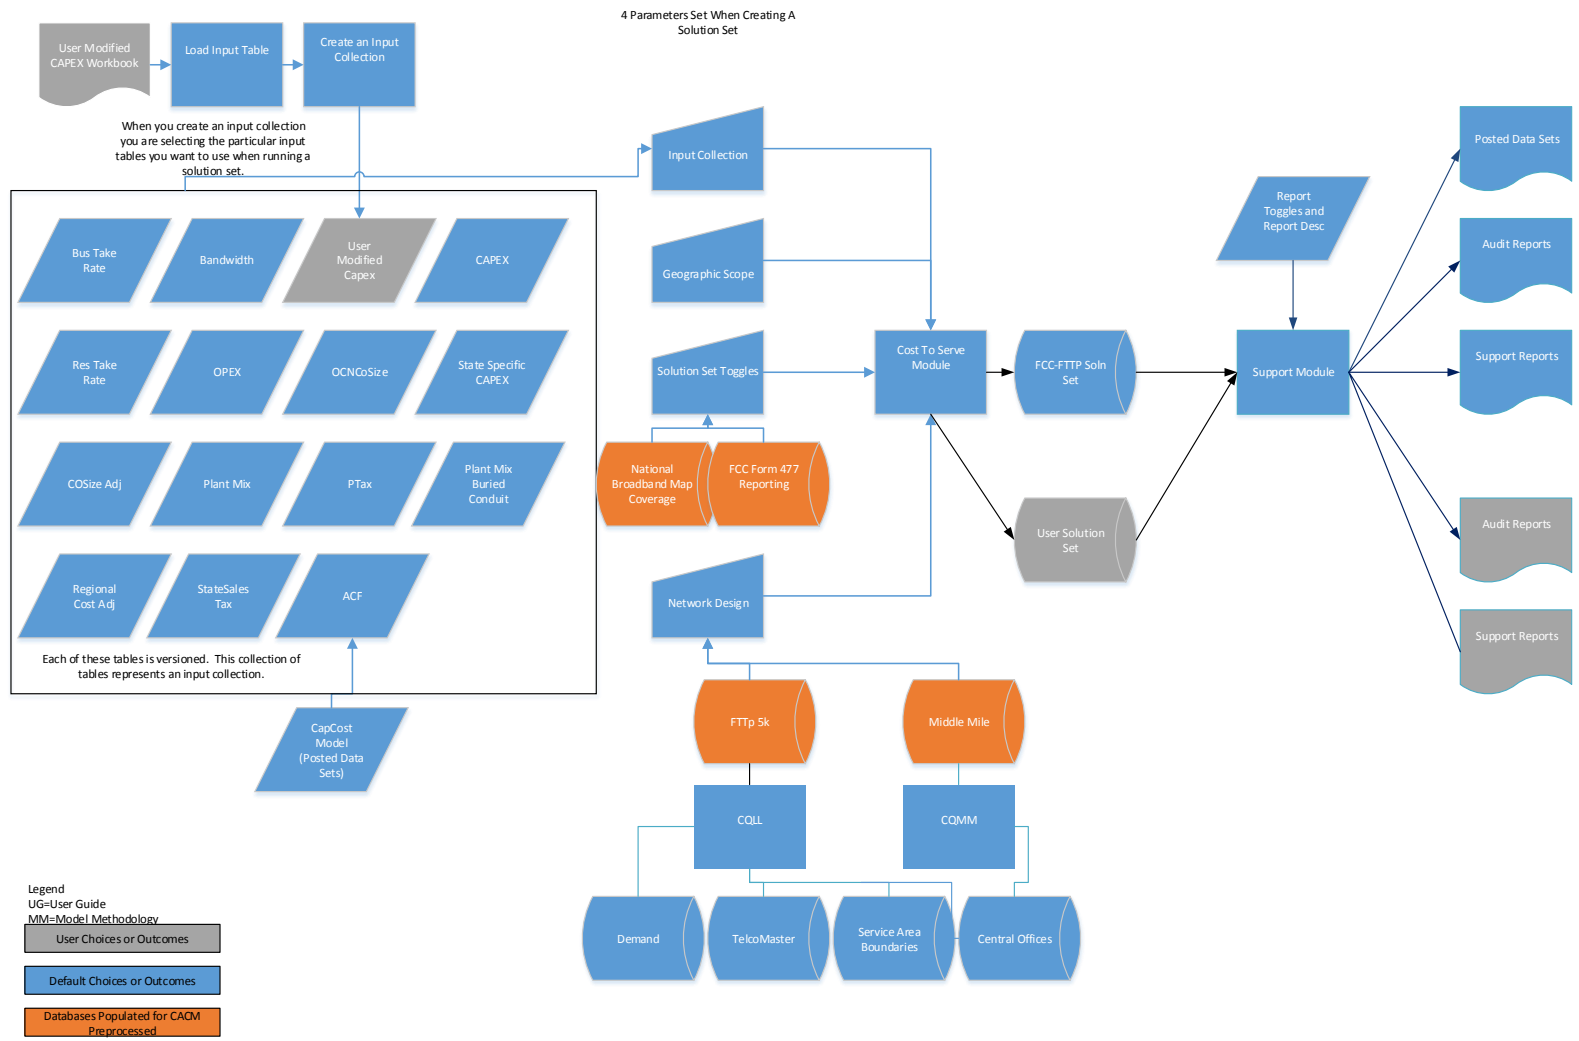 4 Parameters Set When Creating A
Solution Set
User Modified
CAPEX Workbook
Load Input Table
Create an Input
Collection
When you create an input collection
you are selecting the particular input
tables you want to use when running a
solution set.
Bus Take
Rate
Bandwidth
User
Modified
Capex
CAPEX
Res Take
Rate
OPEX
OCNCoSize
State Specific
CAPEX
COSize Adj
Plant Mix
PTax
Plant Mix
Buried
Conduit
Regional
Cost Adj
StateSales
Tax
ACF
Each of these tables is versioned.  This collection of
tables represents an input collection.
CapCost
Model
(Posted Data
Sets)
Input Collection
Geographic Scope
Solution Set Toggles
National
Broadband Map
Coverage
FCC Form 477
Reporting
Network Design
FTTp 5k
Middle Mile
CQLL
CQMM
Demand
TelcoMaster
Service Area
Boundaries
Central Offices
Cost To Serve
Module
FCC-FTTP Soln
Set
User Solution
Set
Report
Toggles and
Report Desc
Support Module
Posted Data Sets
Audit Reports
Support Reports
Audit Reports
Support Reports
Legend
UG=User Guide
MM=Model Methodology
User Choices or Outcomes
Default Choices or Outcomes
Databases Populated for CACM
Preprocessed